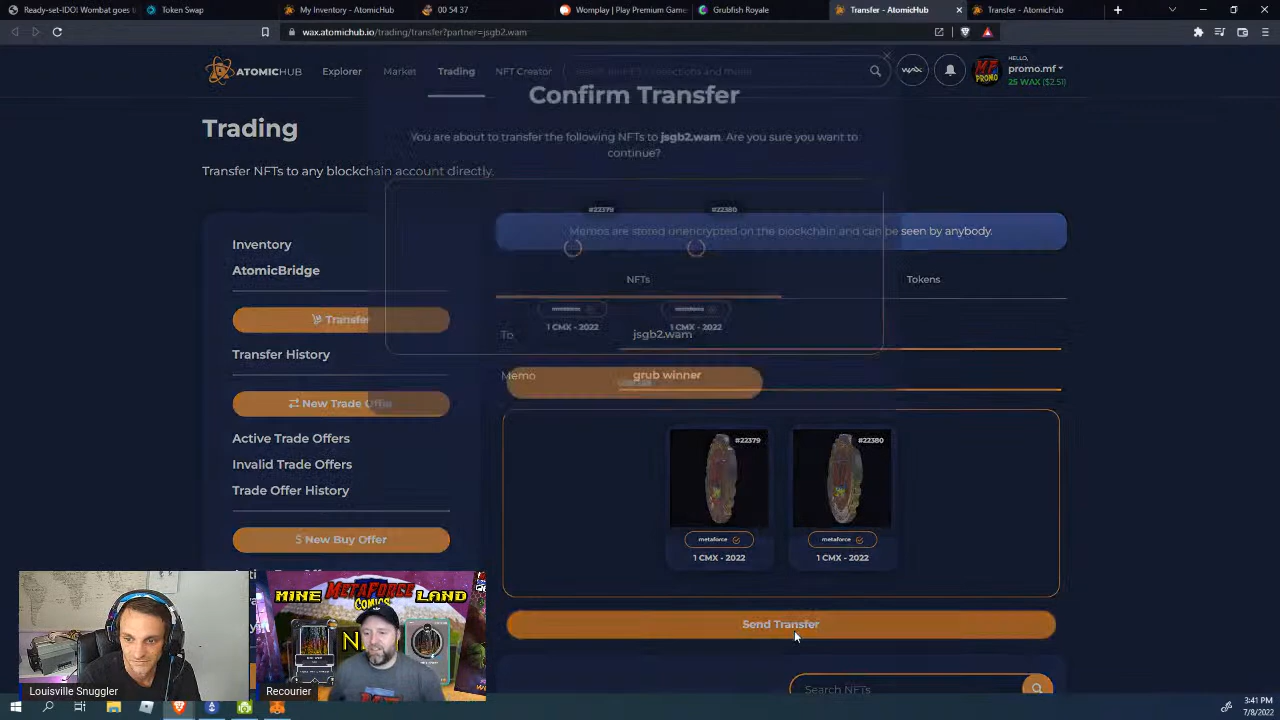 Ready-set-IDO! Wombat goes
Token Swap
My Inventory - AtomicHub
00 54 37
Womplay | Play Premium Game
Grubfish Royale
Transfer - AtomicHub
Transfer - AtomicHub
wax.atomichub.io/trading/transfer?partner=jsgb2.wam
ATOMICHUB
Explorer
Market
Trading
NFT Creator
HELLO,
promo.mf
25 WAX ($2.51)
MF PROMO
Confirm Transfer
You are about to transfer the following NFTs to jsgb2.wam. Are you sure you want to
continue?
Trading
Transfer NFTs to any blockchain account directly.
#22379
#22380
Memos are stored unencrypted on the blockchain and can be seen by anybody.
Inventory
AtomicBridge
NFTs
Tokens
Transfer
1 CMX - 2022
1 CMX - 2022
To
jsgb2.wam
Transfer History
Memo
grub winner
New Trade Offer
Active Trade Offers
Invalid Trade Offers
Trade Offer History
#22379
#22380
metaforce
metaforce
1 CMX - 2022
1 CMX - 2022
$ New Buy Offer
Send Transfer
Search NFTs
MINE
METAFORCE
COMICS
LAND
Louisville Snuggler
Recourier
3:41 PM
7/8/2022